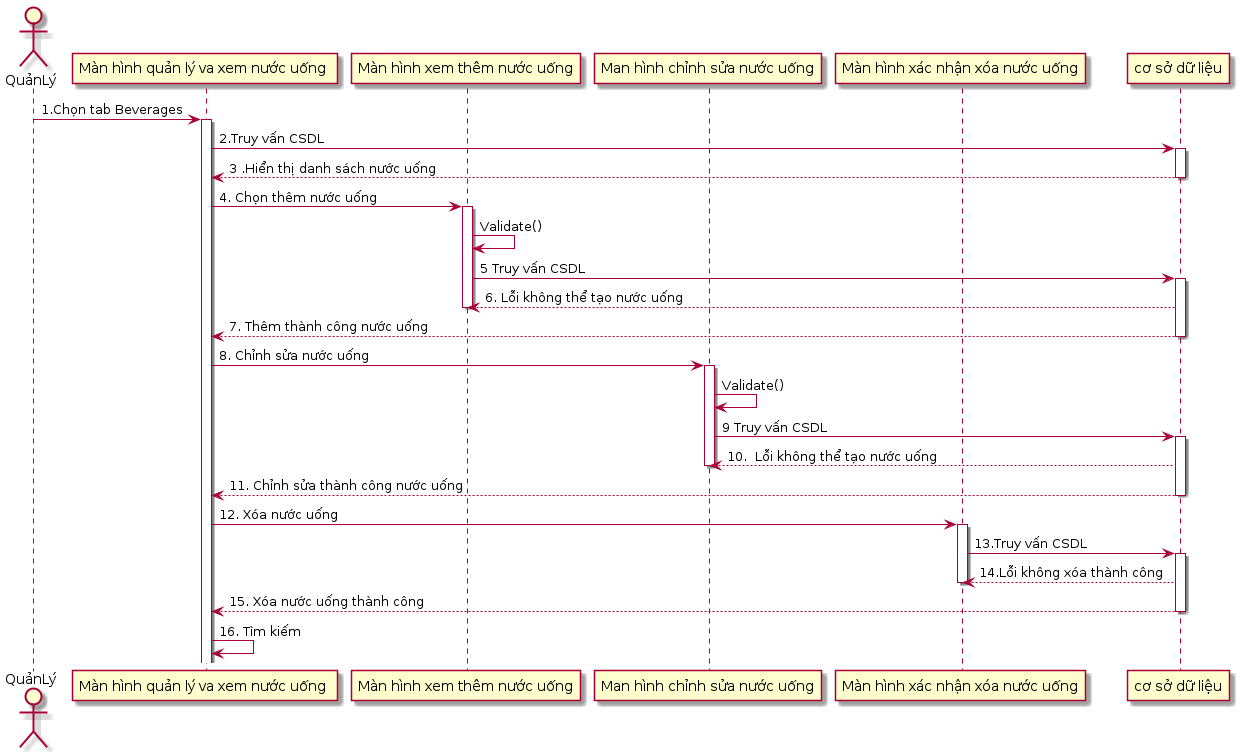 QuảnLý
Màn hình quản lý va xem nước uống
Màn hình xem thêm nước uống
Man hình chỉnh sửa nước uống
Màn hình xác nhận xóa nước uống
cơ sở dữ liệu
1.Chọn tab Beverages
2.Truy vấn CSDL
3 .Hiển thị danh sách nước uống
4. Chọn thêm nước uống
Validate()
5 Truy vấn CSDL
6. Lỗi không thể tạo nước uống
7. Thêm thành công nước uống
8. Chỉnh sửa nước uống
Validate()
9 Truy vấn CSDL
10.  Lỗi không thể tạo nước uống
11. Chỉnh sửa thành công nước uống
12. Xóa nước uống
13.Truy vấn CSDL
14.Lỗi không xóa thành công
15. Xóa nước uống thành công
16. Tìm kiếm
QuảnLý
Màn hình quản lý va xem nước uống
Màn hình xem thêm nước uống
Man hình chỉnh sửa nước uống
Màn hình xác nhận xóa nước uống
cơ sở dữ liệu